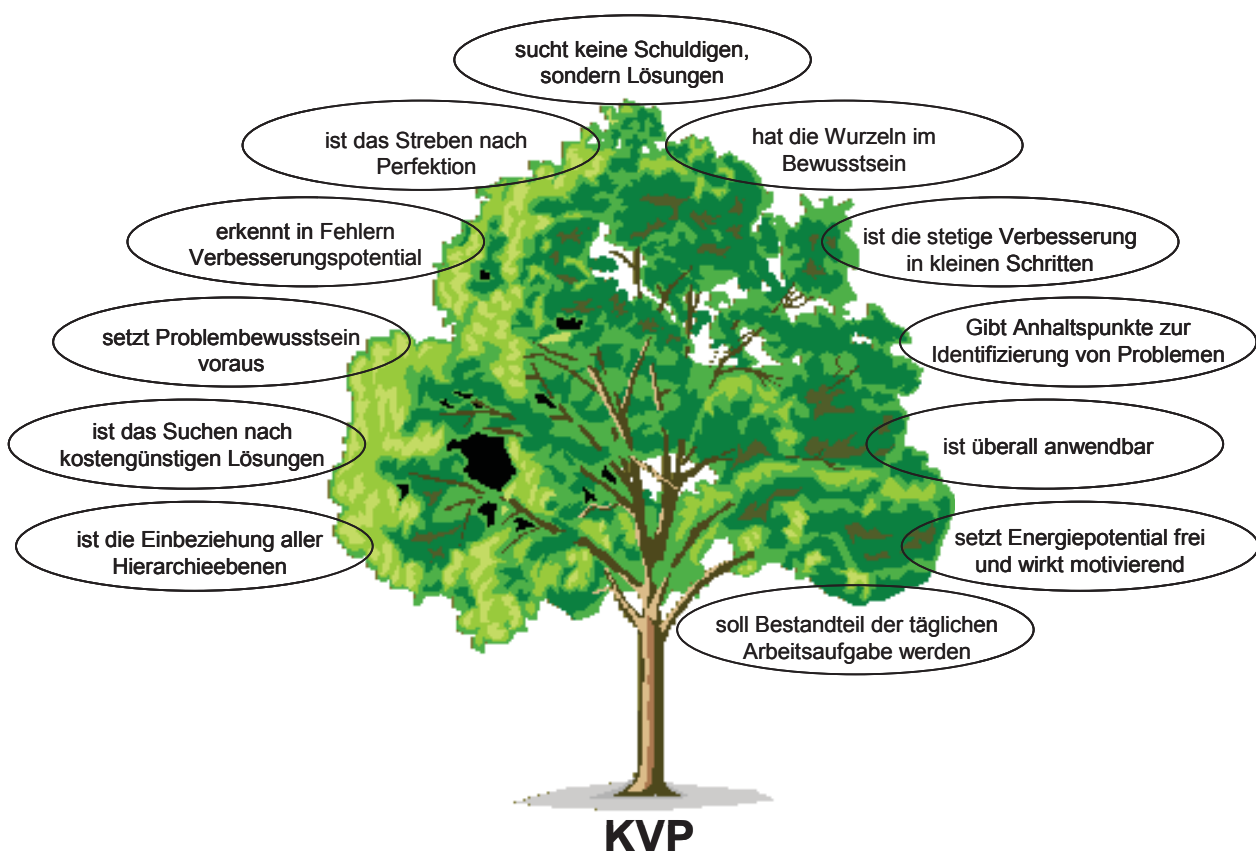 sucht keine Schuldigen,
sondern Lösungen
ist das Streben nach
Perfektion
hat die Wurzeln im
Bewusstsein
erkennt in Fehlern
Verbesserungspotential
ist die stetige Verbesserung
in kleinen Schritten
setzt Problembewusstsein
voraus
Gibt Anhaltspunkte zur
Identifizierung von Problemen
ist das Suchen nach
kostengünstigen Lösungen
ist überall anwendbar
ist die Einbeziehung aller
Hierarchieebenen
setzt Energiepotential frei
und wirkt motivierend
soll Bestandteil der täglichen
Arbeitsaufgabe werden
KVP